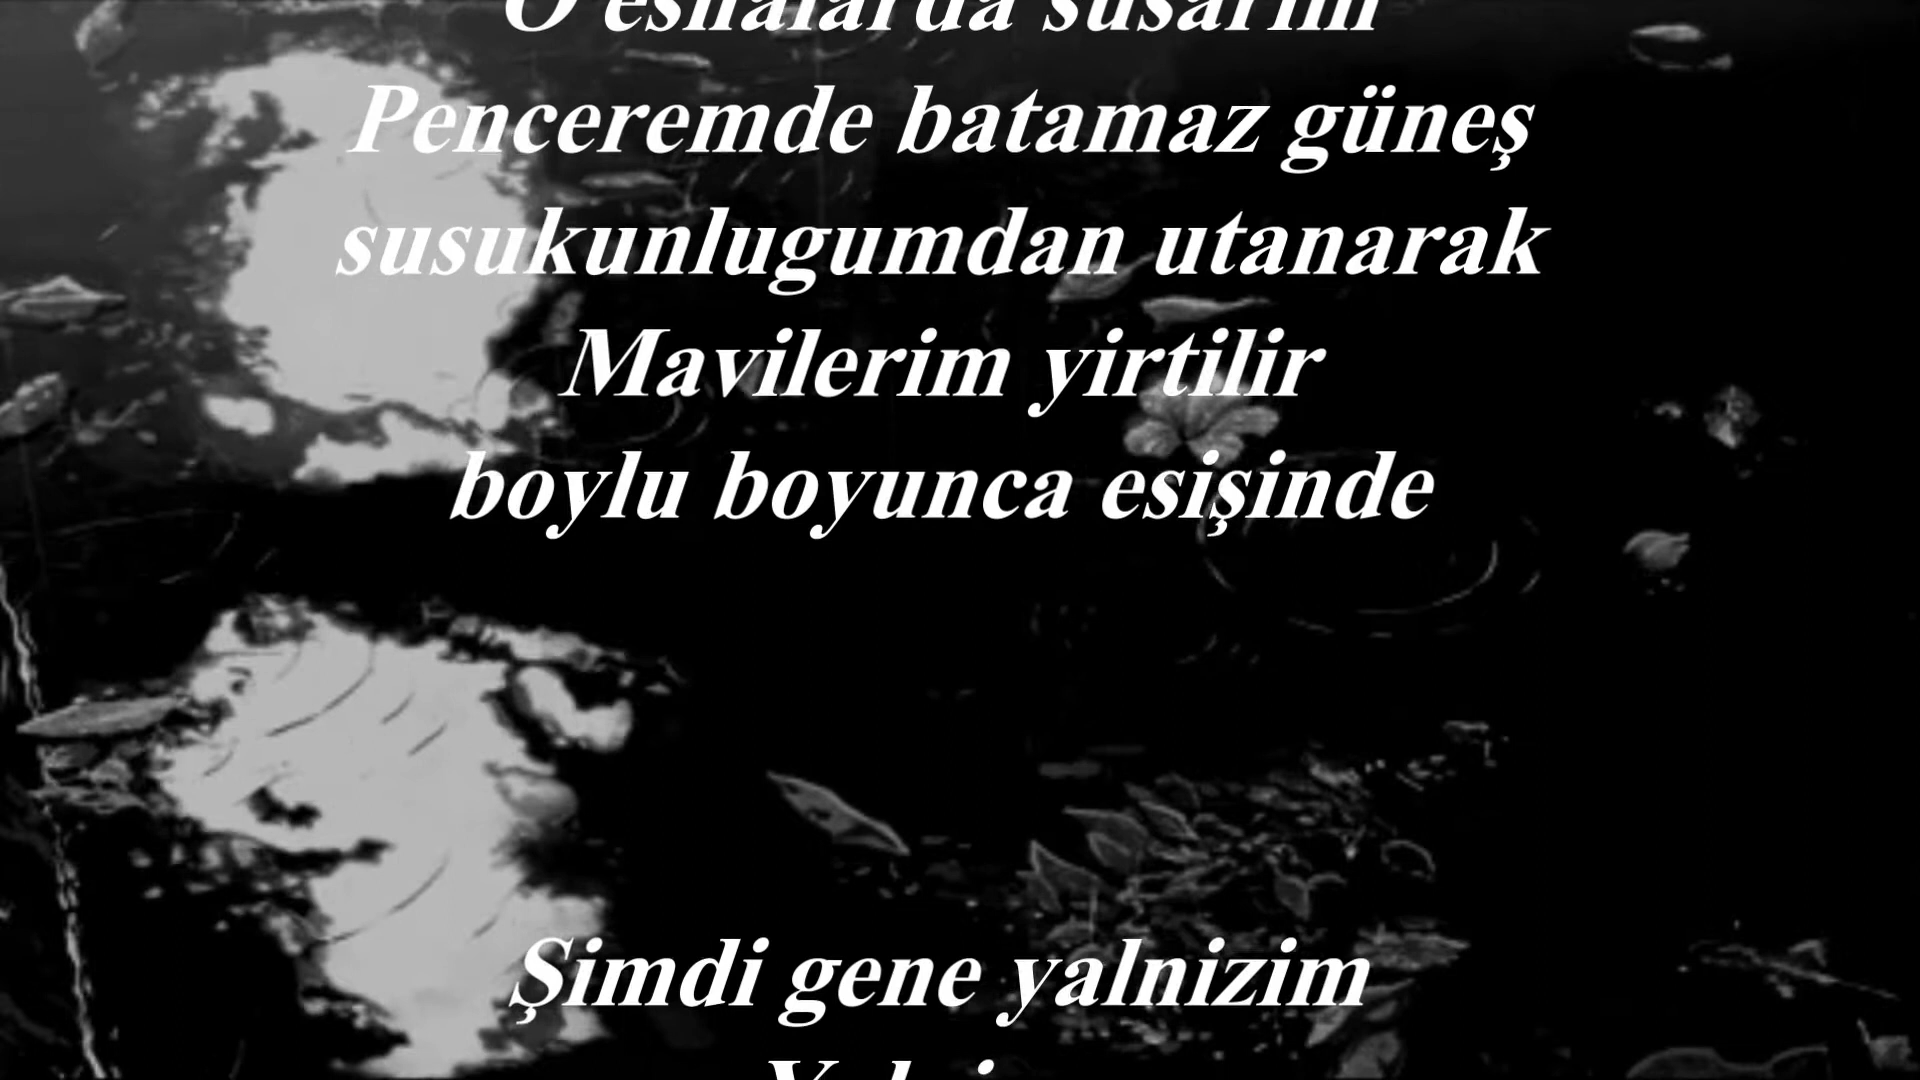 O esnalarda susarim
Penceremde batamaz güneş
susukunlugumdan utanarak
Mavilerim yirtilir
boylu boyunca esişinde
Şimdi gene yalnizim